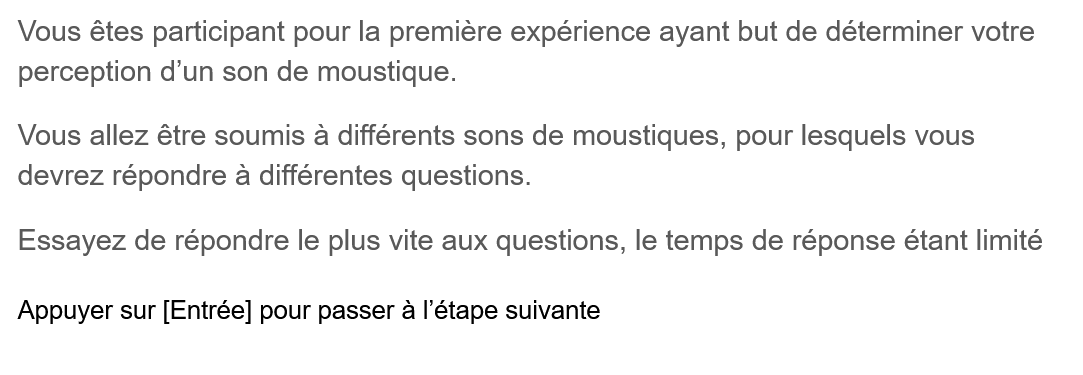 Vous êtes participant pour la première expérience ayant but de déterminer votre
perception d’un son de moustique.
Vous allez être soumis à différents sons de moustiques, pour lesquels vous
devrez répondre à différentes questions.
Essayez de répondre le plus vite aux questions, le temps de réponse étant limité
Appuyer sur [Entrée] pour passer à l’étape suivante